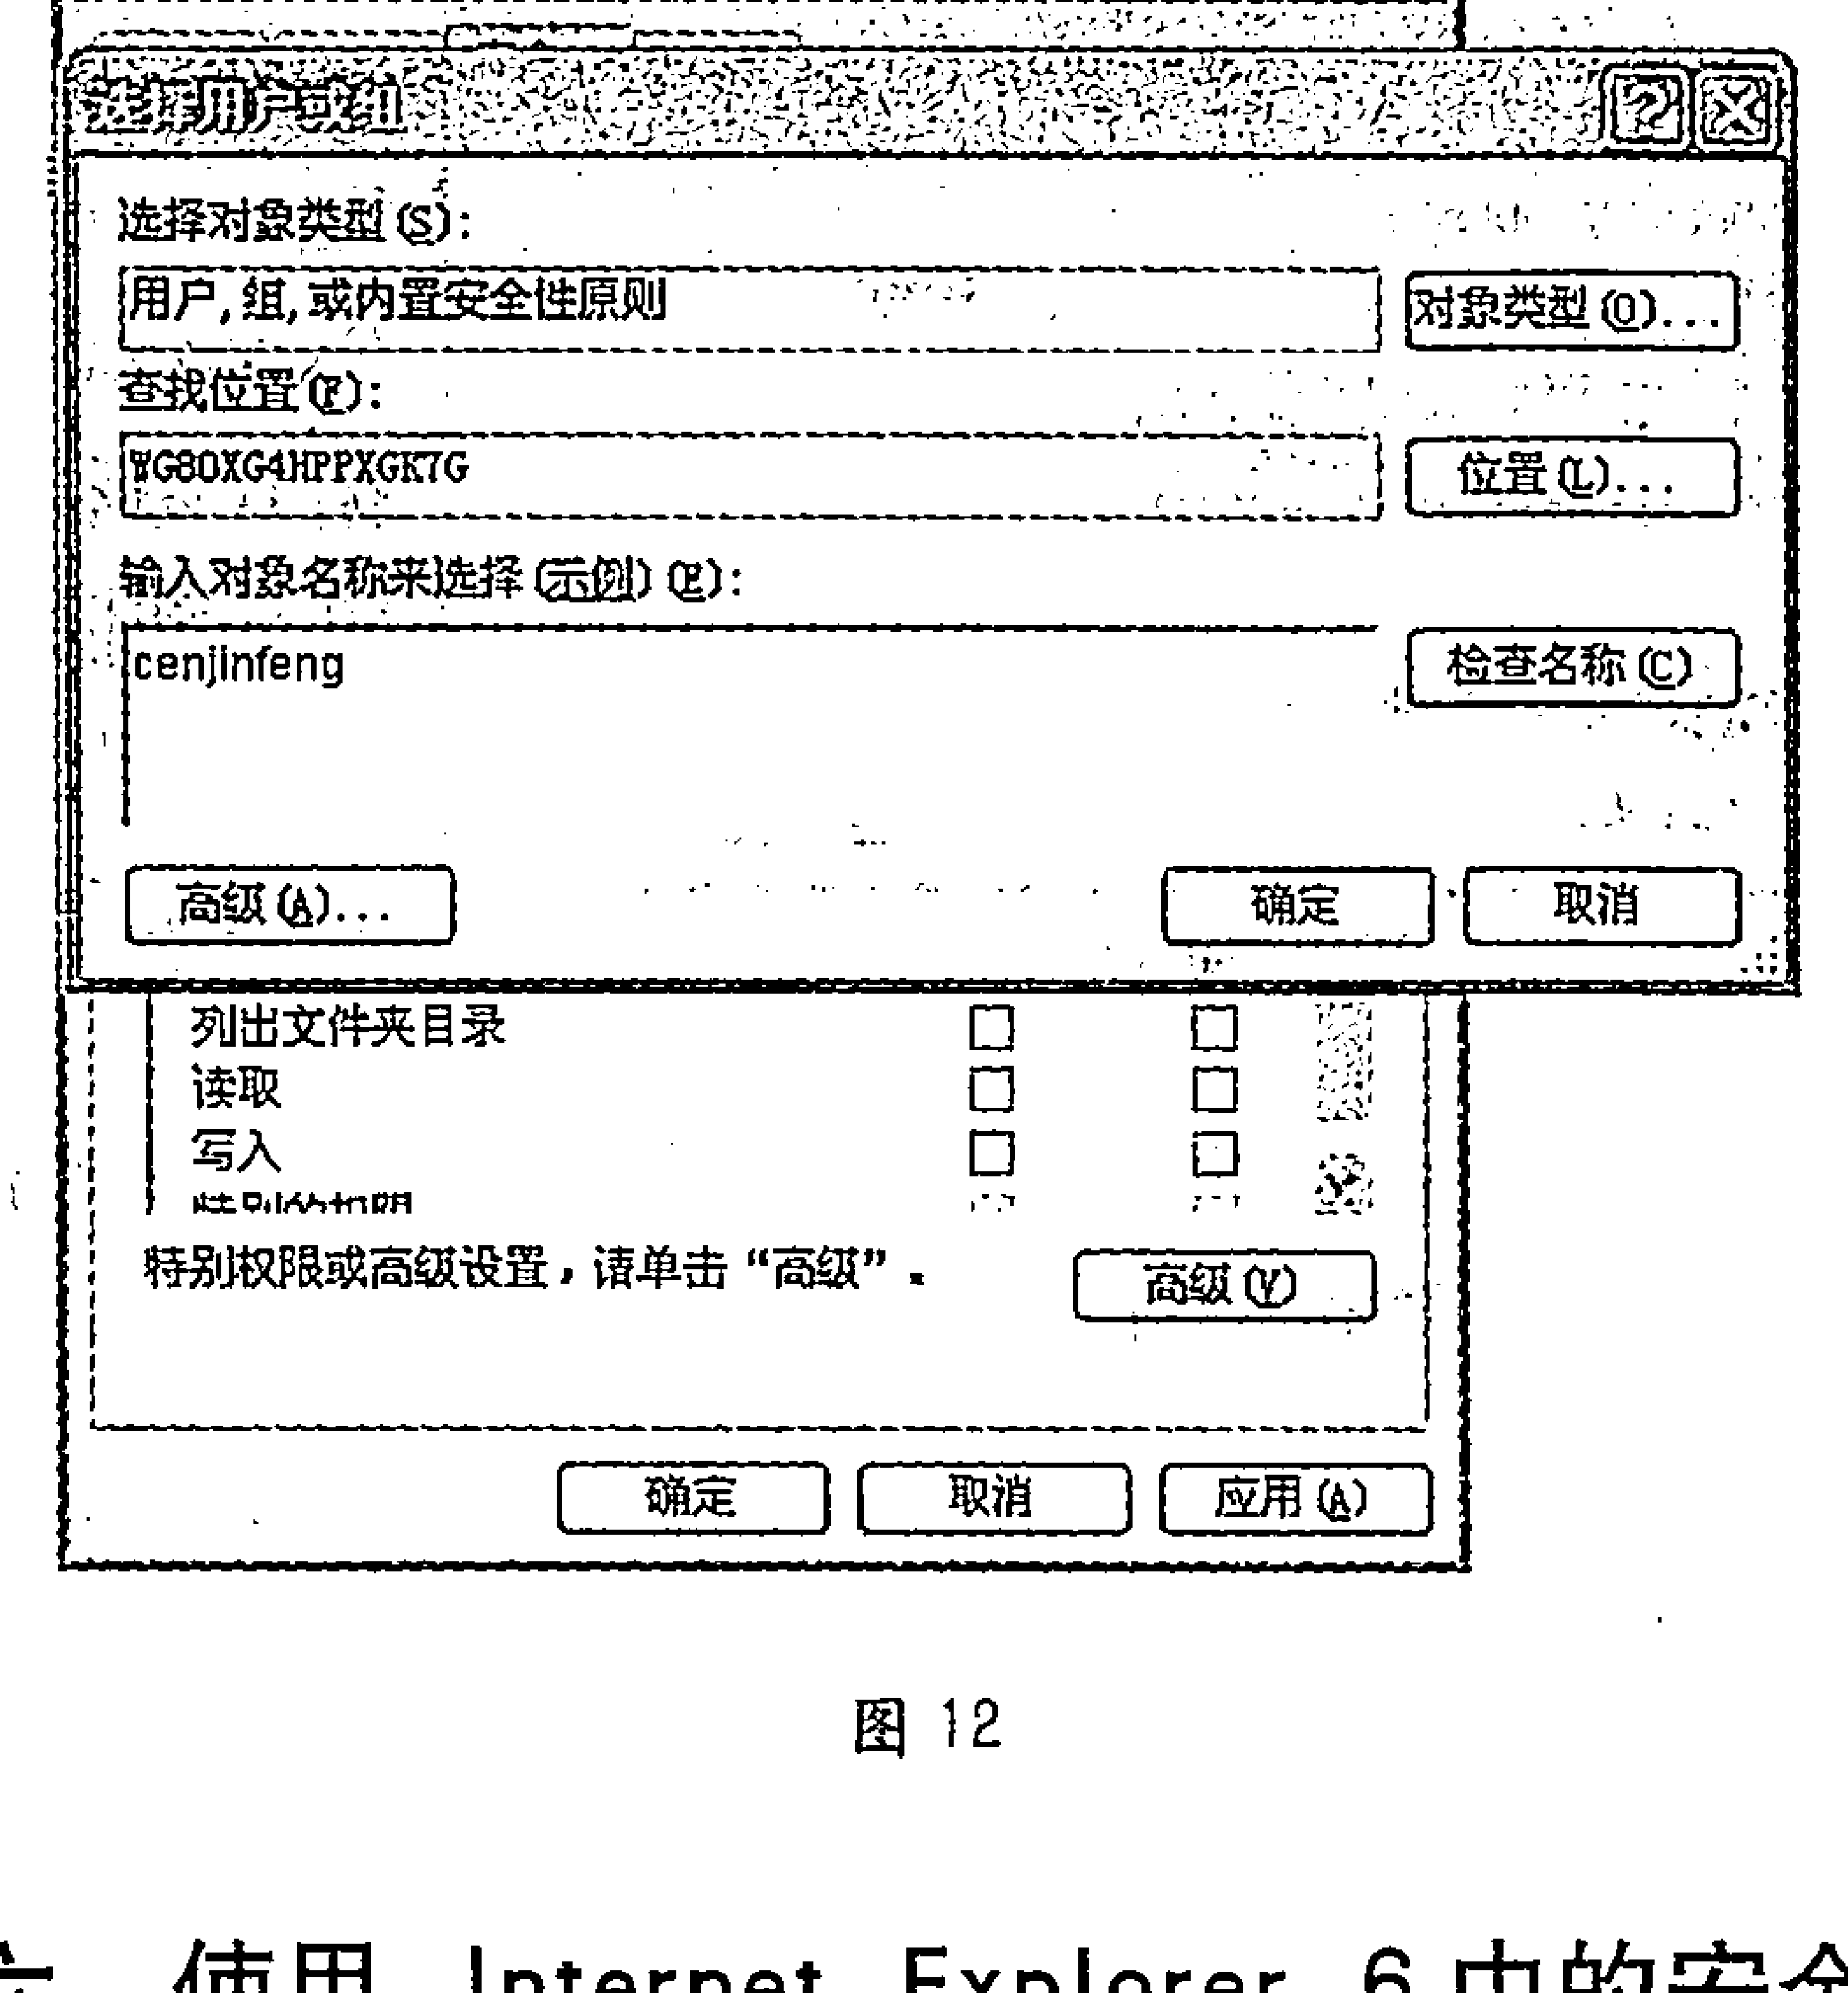 选择用户或组
选择对象类型(S):
用户,组,或内置安全性原则
对象类型(O)...
查找位置(F):
YG8OXG4HPPXGK7G
位置(L)...
输入对象名称来选择(示例)(E):
cenjinfeng
检查名称(C)
高级(A)...
确定
取消
列出文件夹目录
读取
写入
特别权限或高级设置，请单击“高级”。
高级(V)
确定
取消
应用(A)
图 12
使用 Internet Explorer 6 中的安全